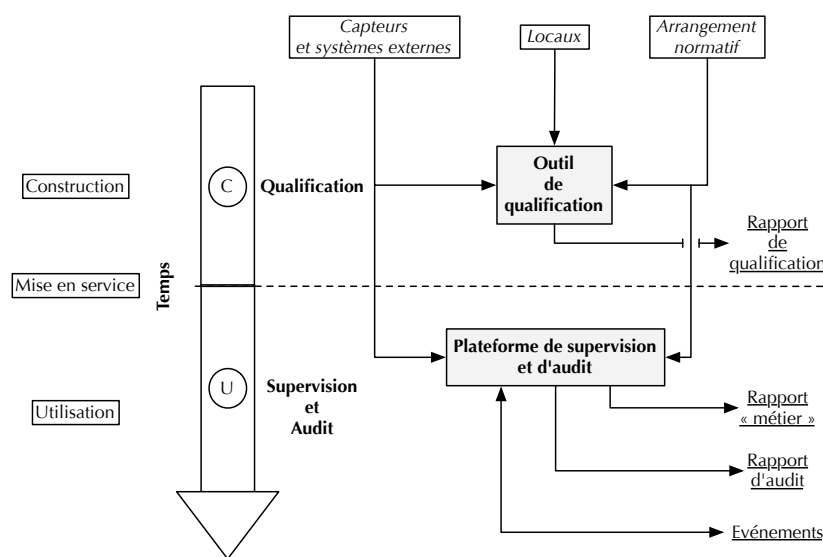 Capteurs
et systèmes externes
Locaux
Arrangement
normatif
Construction
C
Qualification
Outil
de
qualification
Rapport
de
qualification
Mise en service
Temps
Plateforme de supervision
et d'audit
Utilisation
U
Supervision
et
Audit
Rapport
« métier »
Rapport
d'audit
Evénements